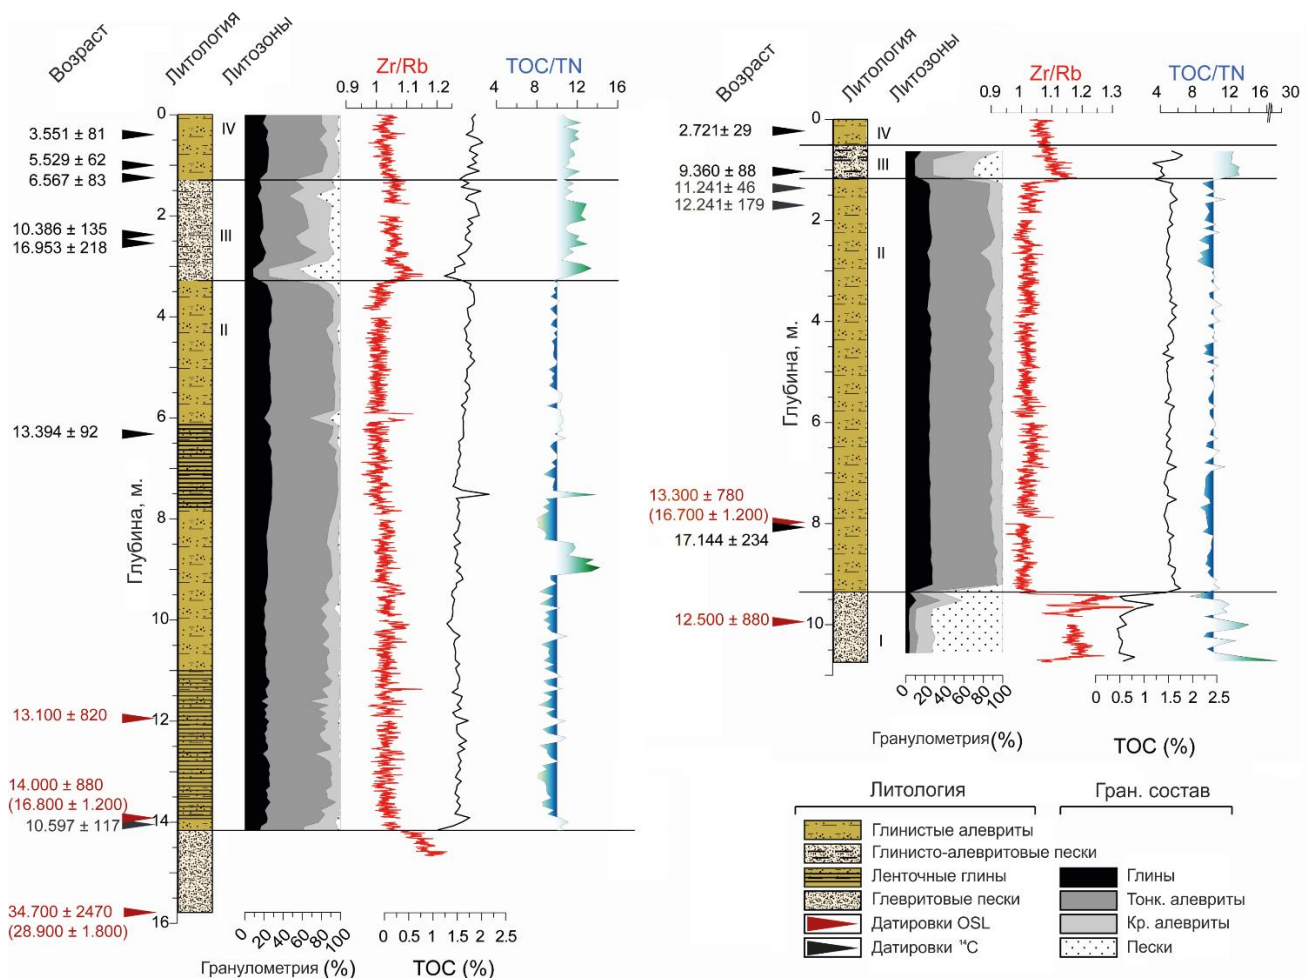 Возраст
Литология
Литозоны
Zr/Rb
TOC/TN
0.9 1 1.1 1.2
4 8 12 16
0
2
4
6
8
10
12
14
16
Глубина, м.
3.551 ± 81
5.529 ± 62
6.567 ± 83
10.386 ± 135
16.953 ± 218
13.394 ± 92
13.100 ± 820
14.000 ± 880
(16.800 ± 1.200)
10.597 ± 117
34.700 ± 2470
(28.900 ± 1.800)
IV
III
II
0 20 40 60 80 100
Гранулометрия (%)
0 0.5 1 1.5 2 2.5
TOC (%)
Возраст
Литология
Литозоны
Zr/Rb
TOC/TN
0.9 1 1.1 1.2 1.3
4 8 12 16 30
0
2
4
6
8
10
Глубина, м.
2.721 ± 29
9.360 ± 88
11.241± 46
12.241± 179
13.300 ± 780
(16.700 ± 1.200)
17.144 ± 234
12.500 ± 880
IV
III
II
I
0 20 40 60 80 100
Гранулометрия (%)
0 0.5 1 1.5 2 2.5
TOC (%)
Литология
Глинистые алевриты
Глинисто-алевритовые пески
Ленточные глины
Глевритовые пески
Датировки OSL
Датировки ¹⁴C
Гран. состав
Глины
Тонк. алевриты
Кр. алевриты
Пески